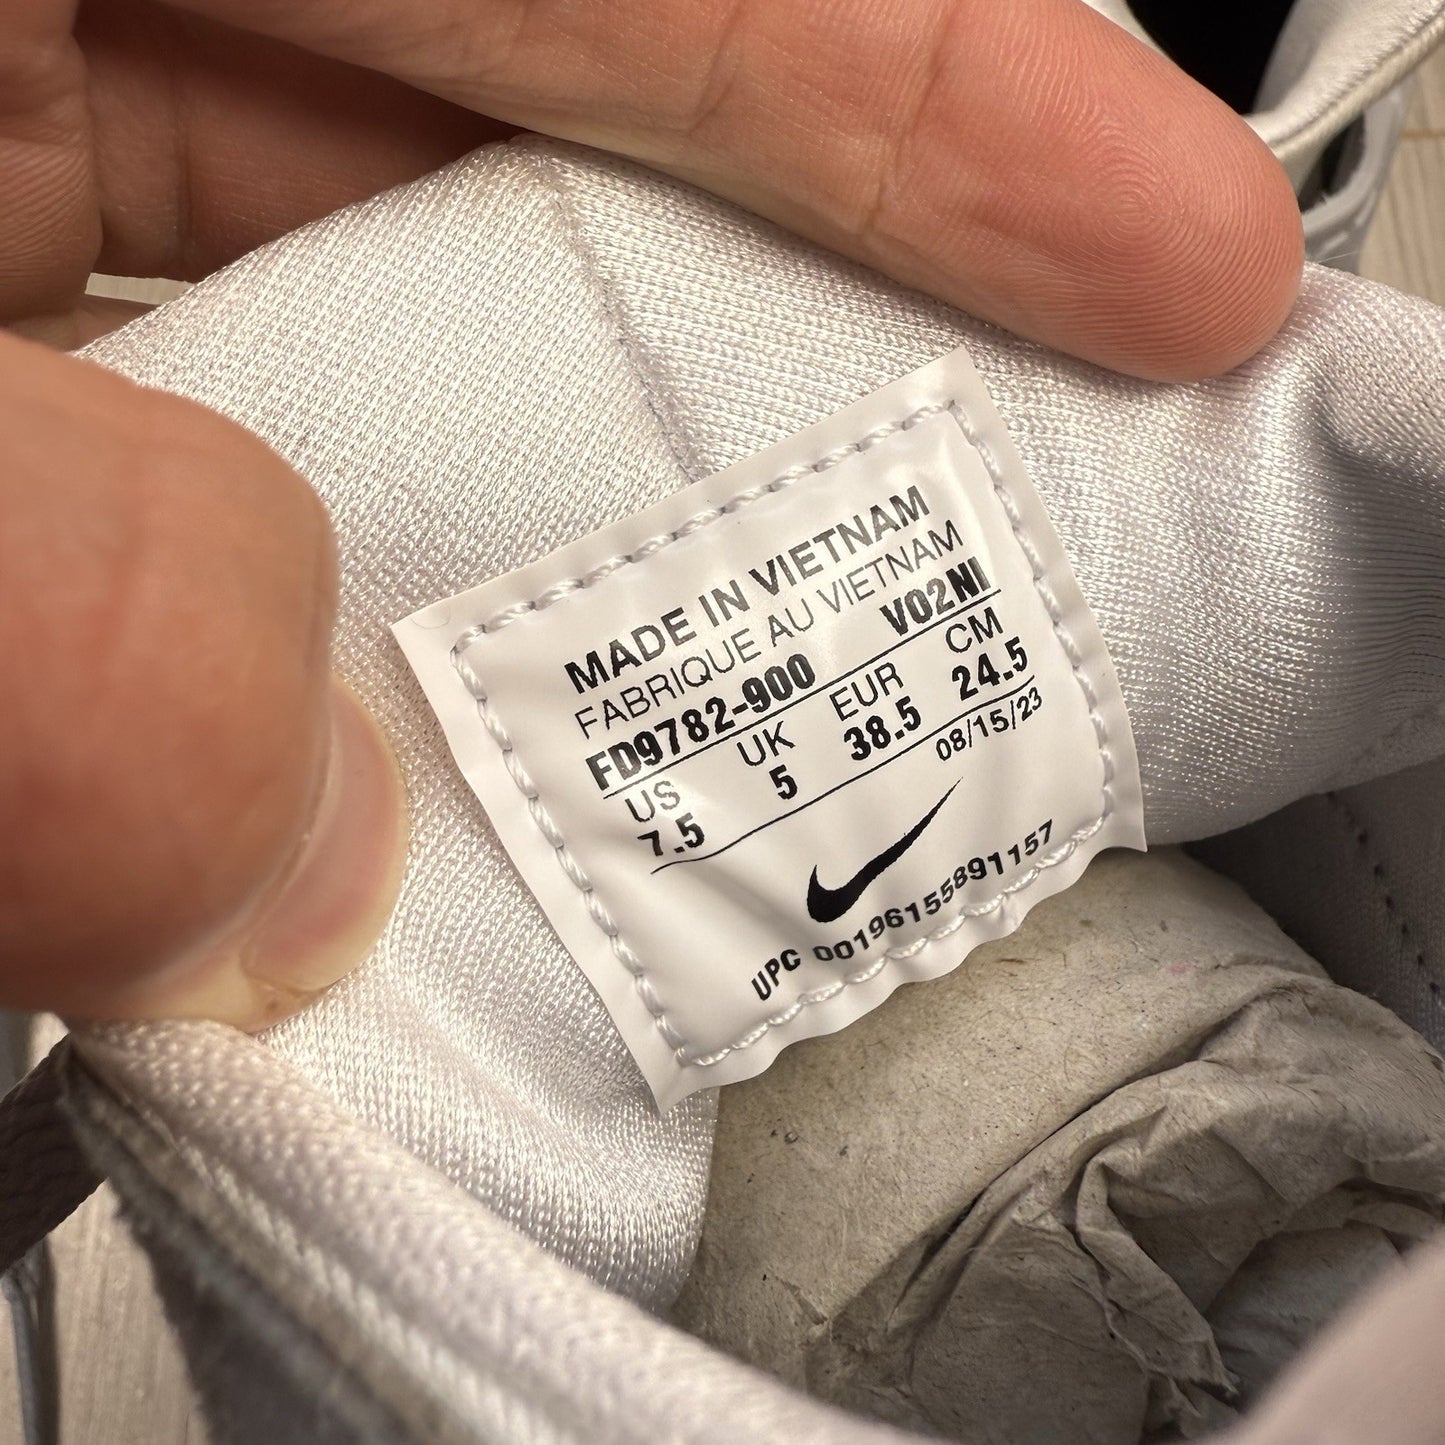 MADE IN VIETNAM
FABRIQUE AU VIETNAM
FD9782-900 V02NI
US UK EUR CM
7.5 5 38.5 24.5
08/15/23
UPC 00196155891157